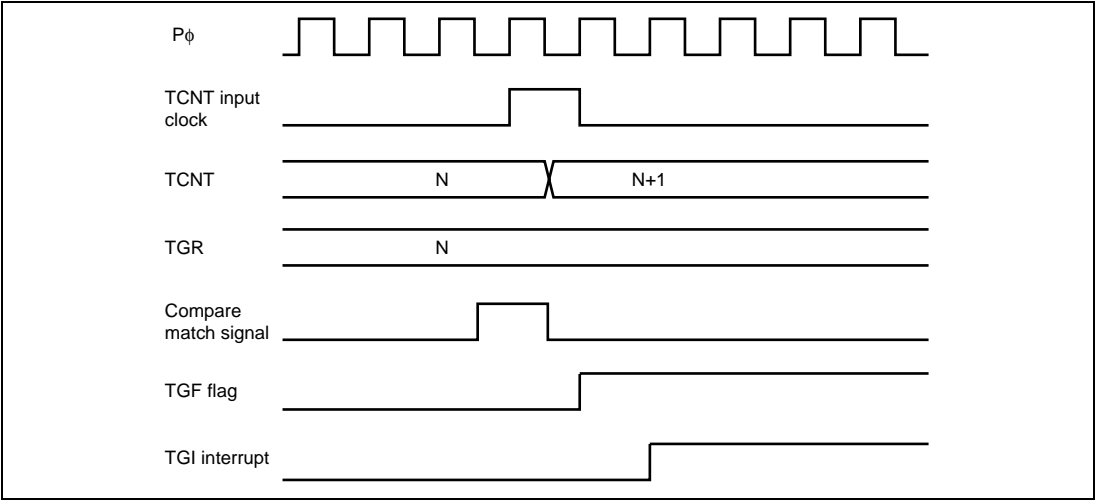 Pϕ
TCNT input
clock
TCNT
N
N+1
TGR
N
Compare
match signal
TGF flag
TGI interrupt